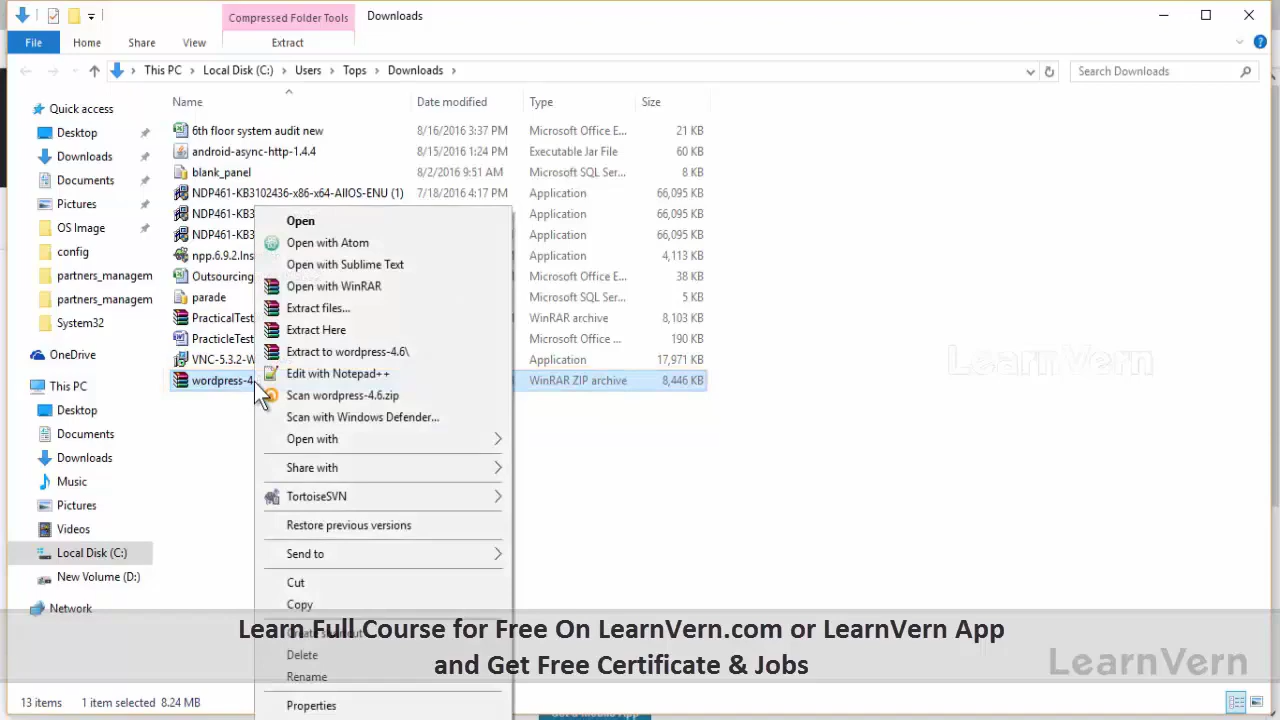 Compressed Folder Tools
Downloads
File
Home
Share
View
Extract
This PC
Local Disk (C:)
Users
Tops
Downloads
Search Downloads
Name
Date modified
Type
Size
Quick access
Desktop
Downloads
Documents
Pictures
OS Image
config
partners_managem
partners_managem
System32
OneDrive
This PC
Desktop
Documents
Downloads
Music
Pictures
Videos
Local Disk (C:)
New Volume (D:)
Network
6th floor system audit new 8/16/2016 3:37 PM Microsoft Office E... 21 KB
android-async-http-1.4.4 8/15/2016 1:24 PM Executable Jar File 60 KB
blank_panel 8/2/2016 9:51 AM Microsoft SQL Ser... 8 KB
NDP461-KB3102436-x86-x64-AllOS-ENU (1) 7/18/2016 4:17 PM Application 66,095 KB
NDP461-KB3 Application 66,095 KB
NDP461-KB3 Application 66,095 KB
npp.6.9.2.Ins Application 4,113 KB
Outsourcing Microsoft Office E... 38 KB
parade Microsoft SQL Ser... 5 KB
PracticalTest WinRAR archive 8,103 KB
PracticleTest Microsoft Office ... 190 KB
VNC-5.3.2-W Application 17,971 KB
wordpress-4. WinRAR ZIP archive 8,446 KB
Open
Open with Atom
Open with Sublime Text
Open with WinRAR
Extract files...
Extract Here
Extract to wordpress-4.6\
Edit with Notepad++
Scan wordpress-4.6.zip
Scan with Windows Defender...
Open with
Share with
TortoiseSVN
Restore previous versions
Send to
Cut
Copy
Delete
Rename
Properties
LearnVern
Learn Full Course for Free On LearnVern.com or LearnVern App
and Get Free Certificate & Jobs
LearnVern
13 items
1 item selected 8.24 MB